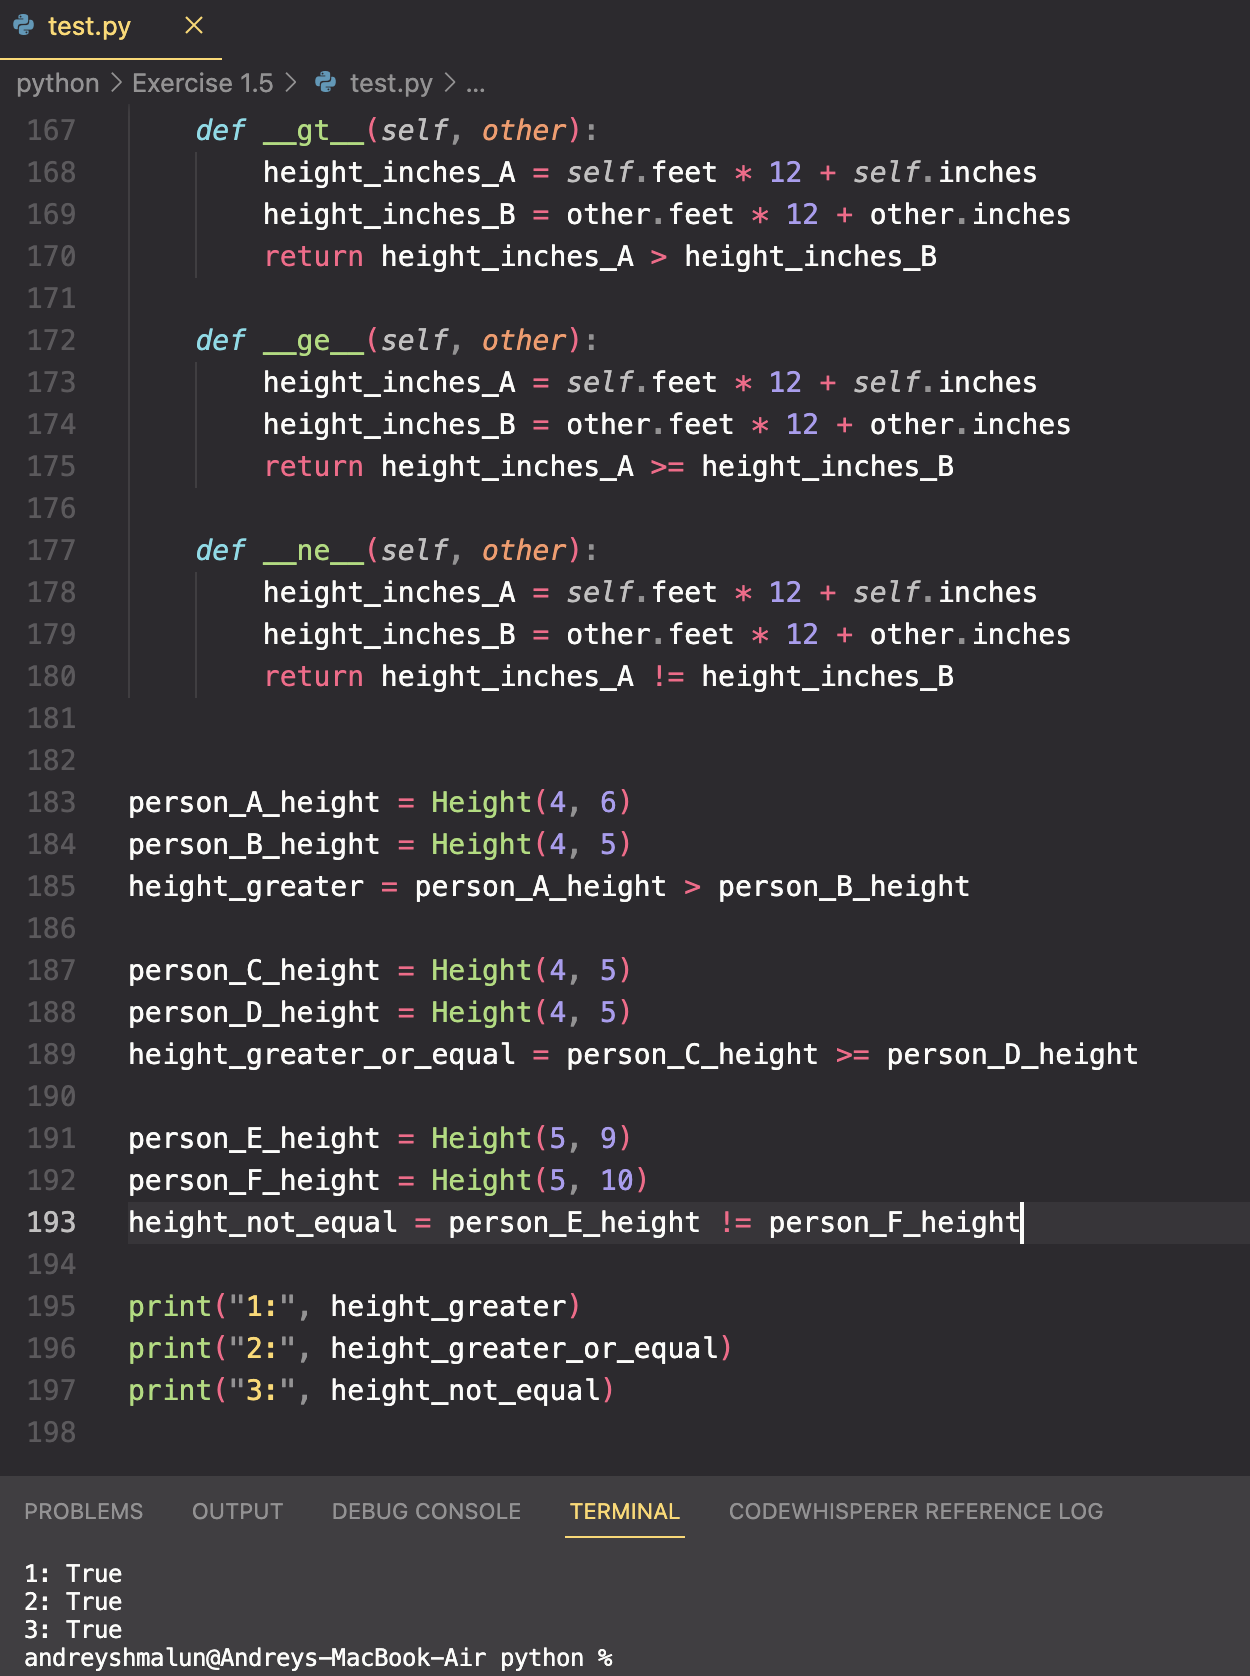 test.py ×
python > Exercise 1.5 > test.py > ...
167 def __gt__(self, other):
168 height_inches_A = self.feet * 12 + self.inches
169 height_inches_B = other.feet * 12 + other.inches
170 return height_inches_A > height_inches_B
171
172 def __ge__(self, other):
173 height_inches_A = self.feet * 12 + self.inches
174 height_inches_B = other.feet * 12 + other.inches
175 return height_inches_A >= height_inches_B
176
177 def __ne__(self, other):
178 height_inches_A = self.feet * 12 + self.inches
179 height_inches_B = other.feet * 12 + other.inches
180 return height_inches_A != height_inches_B
181
182
183 person_A_height = Height(4, 6)
184 person_B_height = Height(4, 5)
185 height_greater = person_A_height > person_B_height
186
187 person_C_height = Height(4, 5)
188 person_D_height = Height(4, 5)
189 height_greater_or_equal = person_C_height >= person_D_height
190
191 person_E_height = Height(5, 9)
192 person_F_height = Height(5, 10)
193 height_not_equal = person_E_height != person_F_height
194
195 print("1:", height_greater)
196 print("2:", height_greater_or_equal)
197 print("3:", height_not_equal)
198
PROBLEMS OUTPUT DEBUG CONSOLE TERMINAL CODEWHISPERER REFERENCE LOG
1: True
2: True
3: True
andreyshmalun@Andreys-MacBook-Air python %